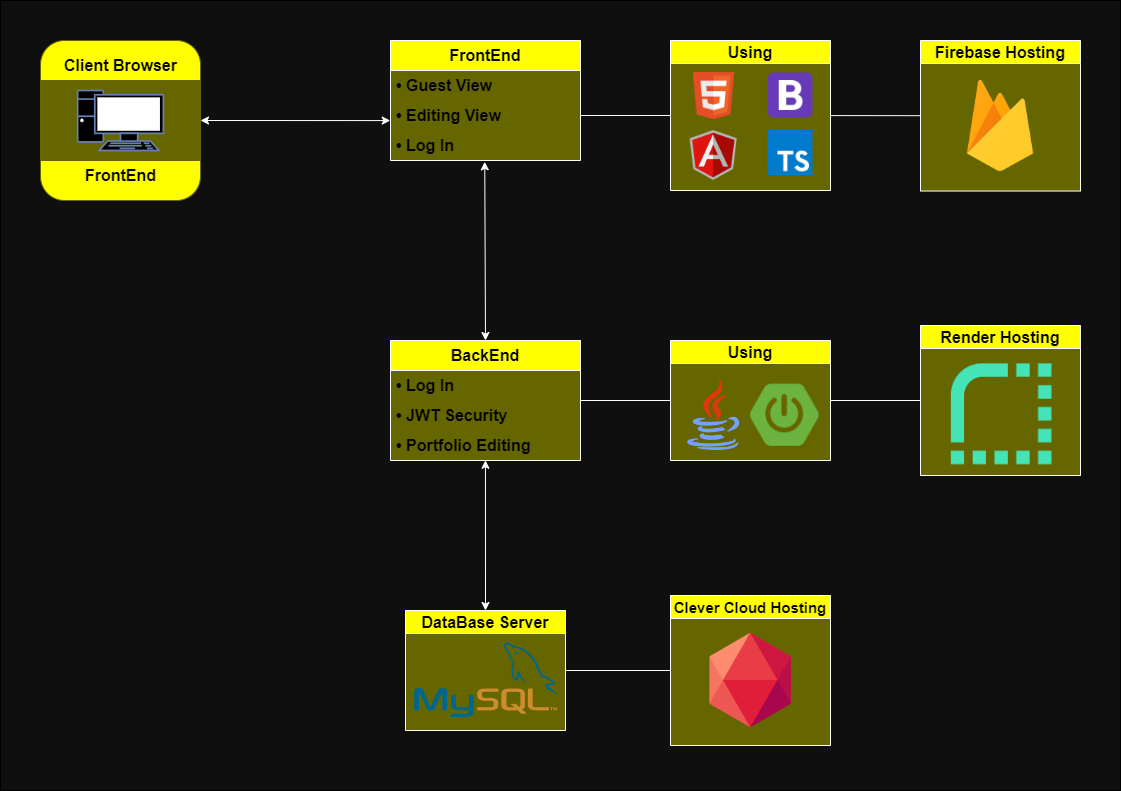 Client Browser
FrontEnd
FrontEnd
• Guest View
• Editing View
• Log In
Using
5
B
A
TS
Firebase Hosting
BackEnd
• Log In
• JWT Security
• Portfolio Editing
Using
Render Hosting
DataBase Server
MySQL™
Clever Cloud Hosting